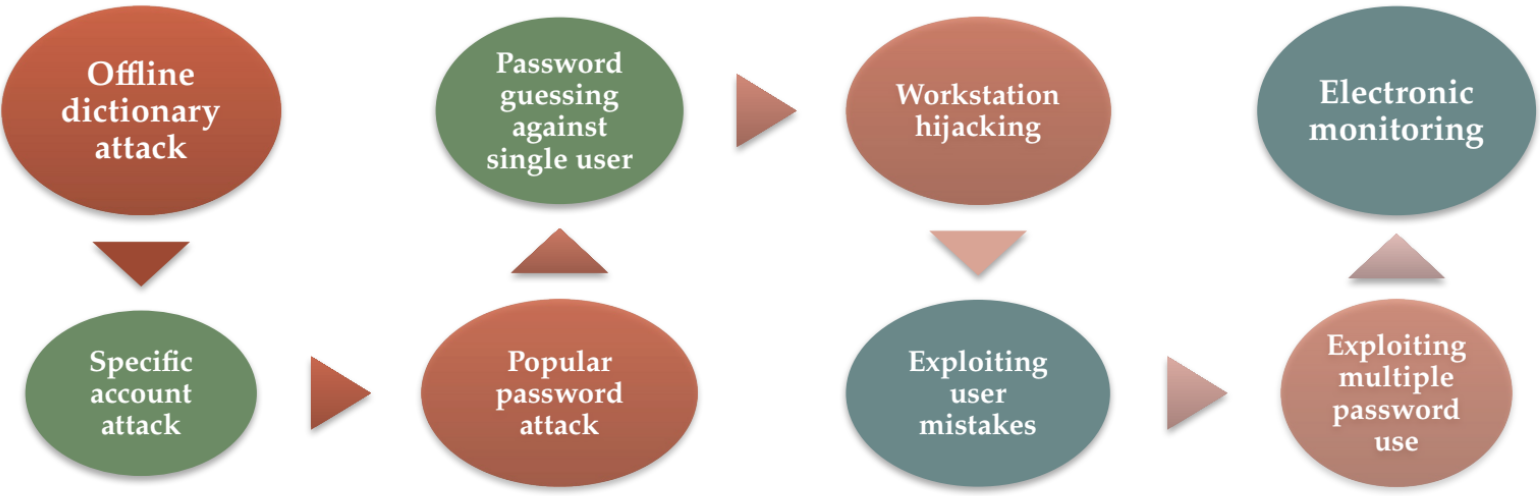 Offline
dictionary
attack
Specific
account
attack
Popular
password
attack
Password
guessing
against
single user
Workstation
hijacking
Exploiting
user
mistakes
Exploiting
multiple
password
use
Electronic
monitoring